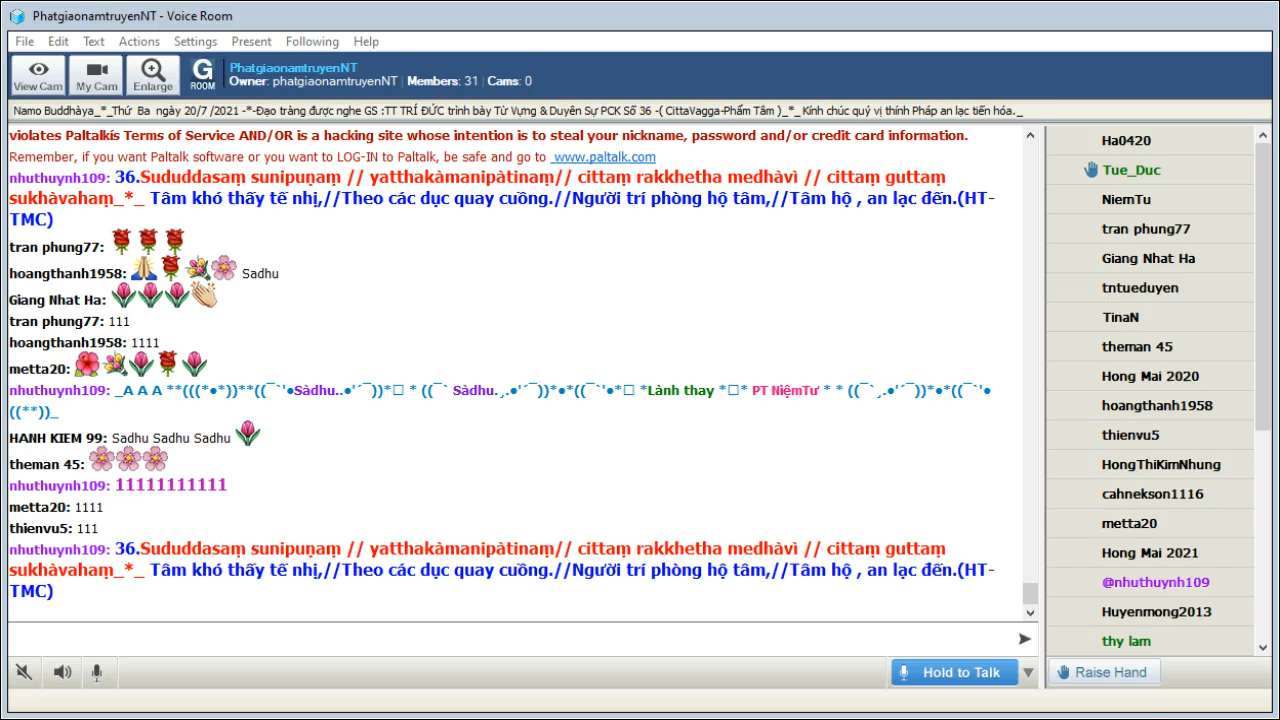 PhatgiaonamtruyenNT - Voice Room
File Edit Text Actions Settings Present Following Help
View Cam My Cam Enlarge G ROOM
PhatgiaonamtruyenNT
Owner: phatgiaonamtruyenNT | Members: 31 | Cams: 0
Namo Buddhàya_*_Thứ Ba ngày 20/7 /2021 -*-Đạo tràng được nghe GS :TT TRÍ ĐỨC trình bày Từ Vựng & Duyên Sự PCK Số 36 -( CittaVagga-Phẩm Tâm )_*_ Kính chúc quý vị thính Pháp an lạc tiến hóa._
violates Paltalkís Terms of Service AND/OR is a hacking site whose intention is to steal your nickname, password and/or credit card information.
Remember, if you want Paltalk software or you want to LOG-IN to Paltalk, be safe and go to www.paltalk.com
nhuthuynh109: 36.Sududdasaṃ sunipuṇaṃ // yatthakàmanipàtinaṃ// cittaṃ rakkhetha medhàvì // cittaṃ guttaṃ
sukhàvahaṃ_*_ Tâm khó thấy tế nhị,//Theo các dục quay cuồng.//Người trí phòng hộ tâm,//Tâm hộ , an lạc đến.(HT-
TMC)
tran phung77:
hoangthanh1958: Sadhu
Giang Nhat Ha:
tran phung77: 111
hoangthanh1958: 1111
metta20:
nhuthuynh109: _A A A **(((*●*))**((¯`'●Sàdhu..●'´¯))*□ * ((¯` Sàdhu.¸.●'´¯))*●*((¯`'●*□ *Lành thay *□* PT NiệmTư * * ((¯`¸.●'´¯))*●*((¯`'●
((**))_
HANH KIEM 99: Sadhu Sadhu Sadhu
theman 45:
nhuthuynh109: 11111111111
metta20: 1111
thienvu5: 111
nhuthuynh109: 36.Sududdasaṃ sunipuṇaṃ // yatthakàmanipàtinaṃ// cittaṃ rakkhetha medhàvì // cittaṃ guttaṃ
sukhàvahaṃ_*_ Tâm khó thấy tế nhị,//Theo các dục quay cuồng.//Người trí phòng hộ tâm,//Tâm hộ , an lạc đến.(HT-
TMC)
Hold to Talk
Ha0420
Tue_Duc
NiemTu
tran phung77
Giang Nhat Ha
tntueduyen
TinaN
theman 45
Hong Mai 2020
hoangthanh1958
thienvu5
HongThiKimNhung
cahnekson1116
metta20
Hong Mai 2021
@nhuthuynh109
Huyenmong2013
thy lam
Raise Hand